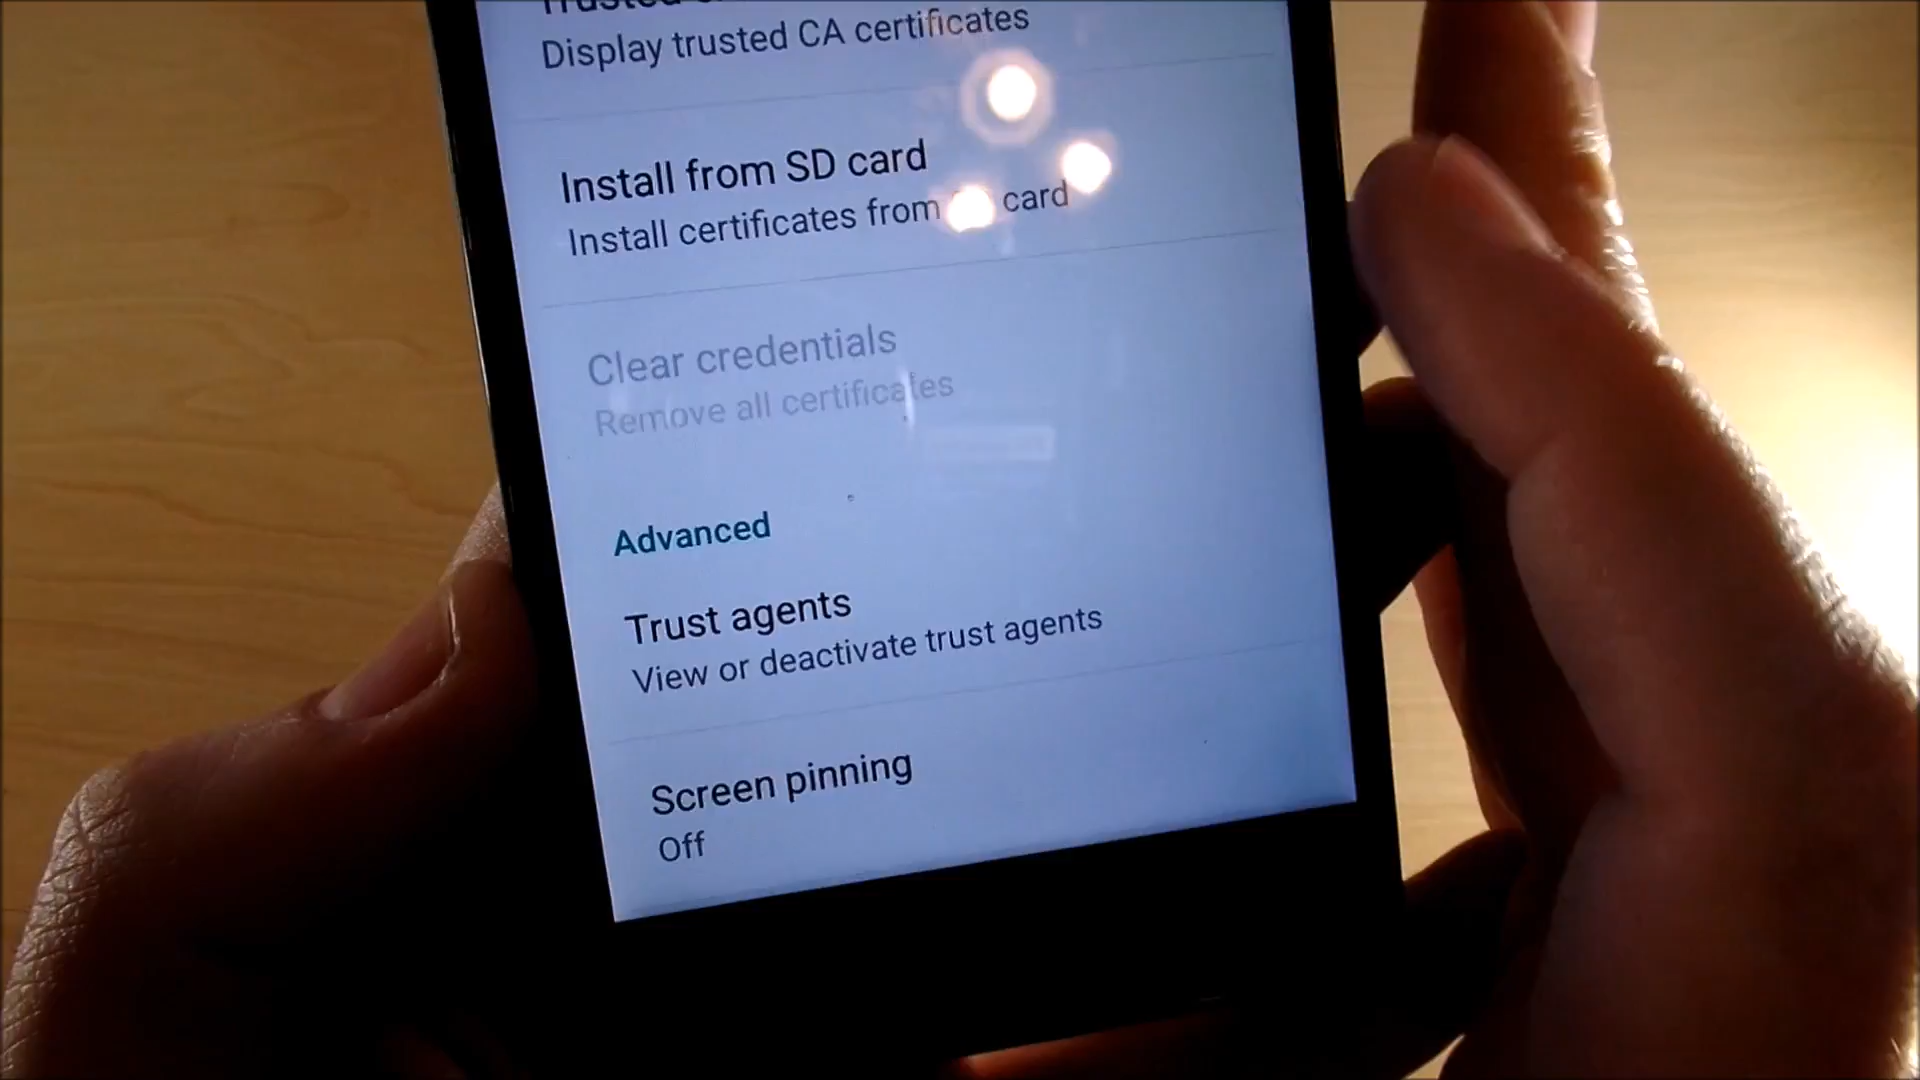 Trusted
Display trusted CA certificates
Install from SD card
Install certificates from card
Clear credentials
Remove all certificates
Advanced
Trust agents
View or deactivate trust agents
Screen pinning
Off